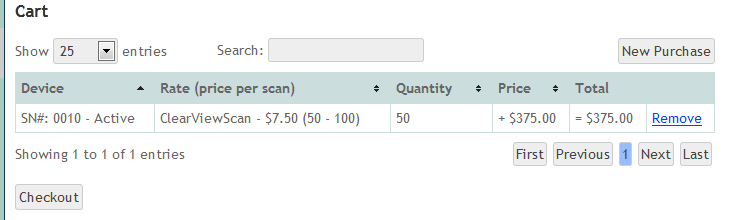 Cart
Show 25 entries Search: New Purchase
Device Rate (price per scan) Quantity Price Total
SN#: 0010 - Active ClearViewScan - $7.50 (50 - 100) 50 + $375.00 = $375.00 Remove
Showing 1 to 1 of 1 entries First Previous 1 Next Last
Checkout